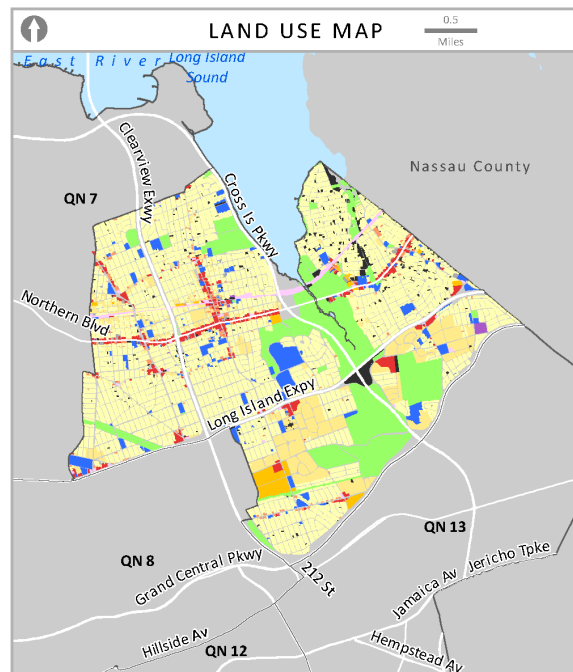 LAND USE MAP
0.5
Miles
East River
Long Island
Sound
Nassau County
Clearview Exwy
Cross Is Pkwy
QN 7
Northern Blvd
Long Island Expy
QN 13
QN 8
Grand Central Pkwy
212 St
Jamaica Av
Jericho Tpke
Hillside Av
QN 12
Hempstead Av